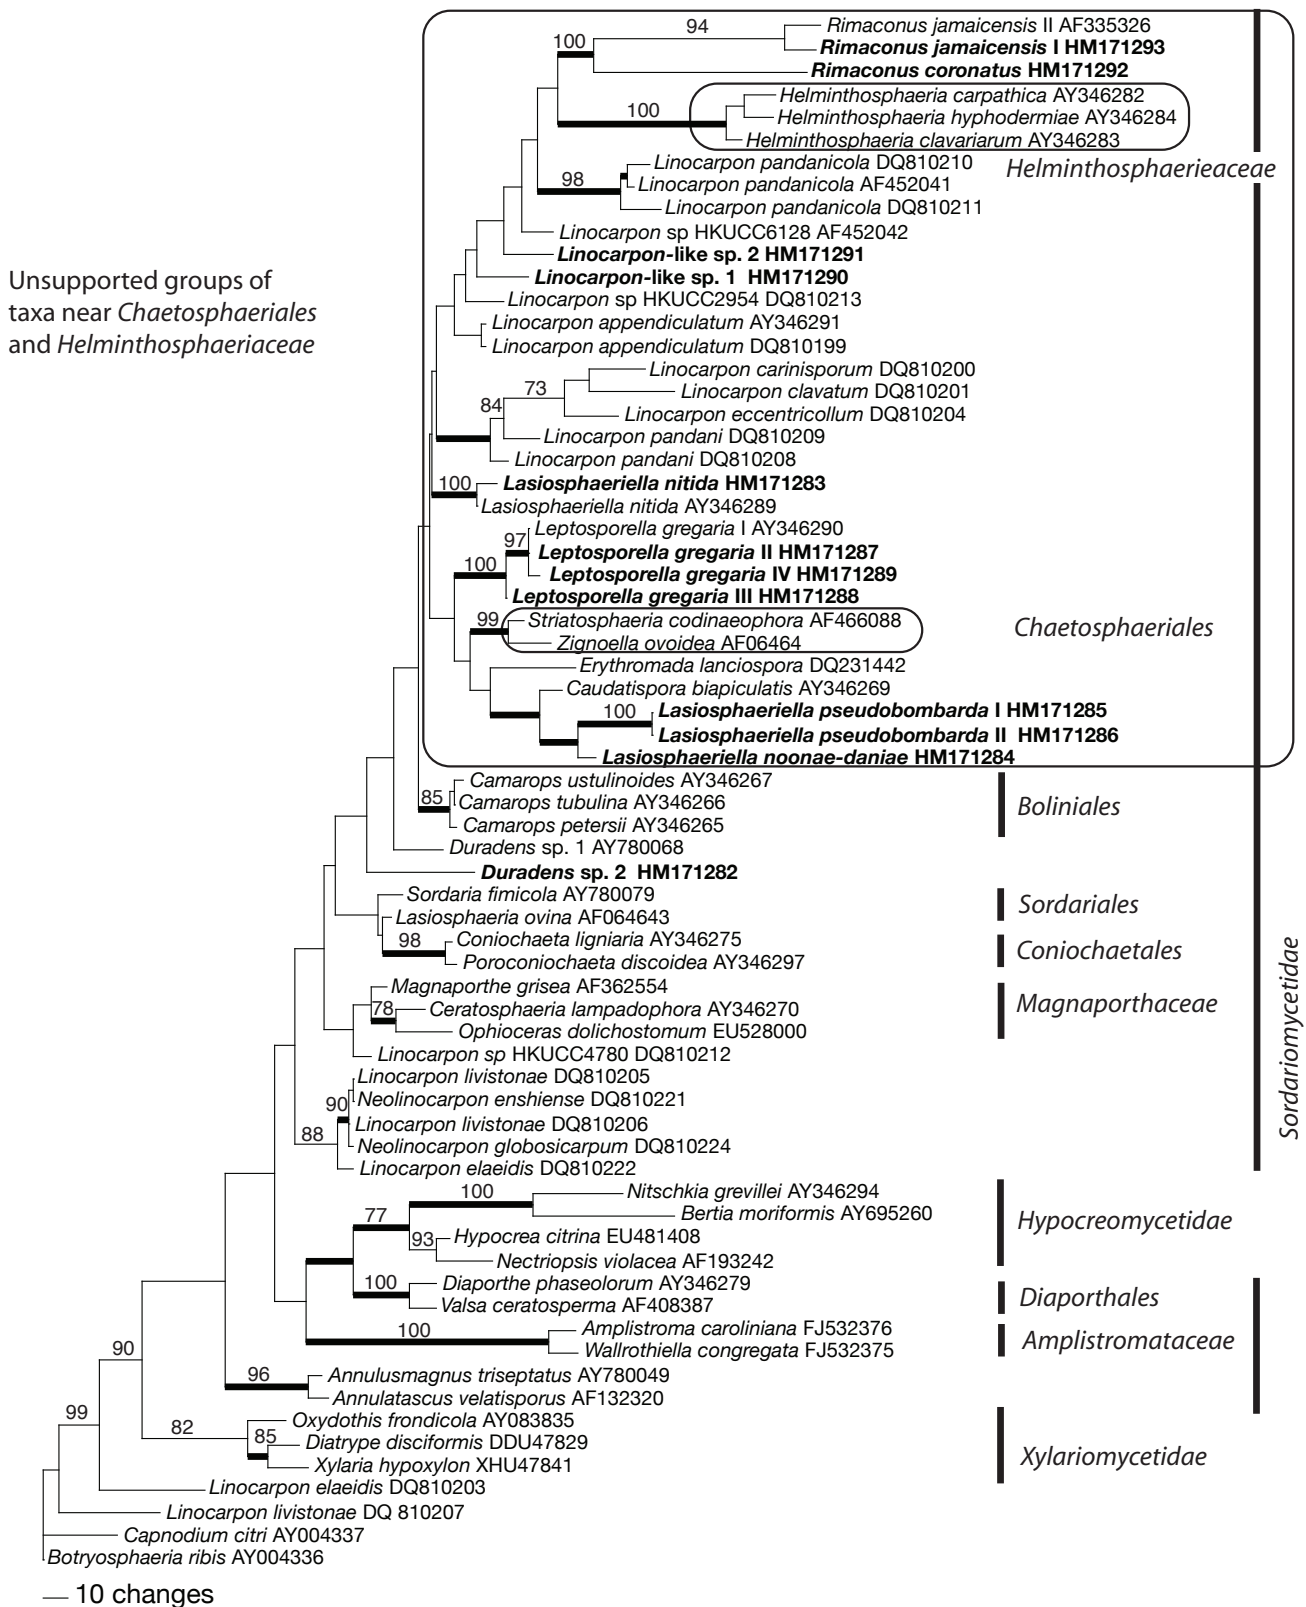 94
Rimaconus jamaicensis II AF335326
100
Rimaconus jamaicensis I HM171293
Rimaconus coronatus HM171292
Helminthosphaeria carpathica AY346282
100
Helminthosphaeria hyphodermiae AY346284
Helminthosphaeria clavariarum AY346283
Linocarpon pandanicola DQ810210
Helminthosphaerieaceae
98
Linocarpon pandanicola AF452041
Linocarpon pandanicola DQ810211
Linocarpon sp HKUCC6128 AF452042
Linocarpon-like sp. 2 HM171291
Linocarpon-like sp. 1 HM171290
Unsupported groups of
taxa near Chaetosphaeriales
and Helminthosphaeriaceae
Linocarpon sp HKUCC2954 DQ810213
Linocarpon appendiculatum AY346291
Linocarpon appendiculatum DQ810199
Linocarpon carinisporum DQ810200
73
Linocarpon clavatum DQ810201
84
Linocarpon eccentricollum DQ810204
Linocarpon pandani DQ810209
Linocarpon pandani DQ810208
100
Lasiosphaeriella nitida HM171283
Lasiosphaeriella nitida AY346289
Leptosporella gregaria I AY346290
97
Leptosporella gregaria II HM171287
100
Leptosporella gregaria IV HM171289
Leptosporella gregaria III HM171288
99
Striatosphaeria codinaeophora AF466088
Chaetosphaeriales
Zignoella ovoidea AF06464
Erythromada lanciospora DQ231442
Caudatispora biapiculatis AY346269
100
Lasiosphaeriella pseudobombarda I HM171285
Lasiosphaeriella pseudobombarda II HM171286
Lasiosphaeriella noonae-daniae HM171284
Camarops ustulinoides AY346267
85
Camarops tubulina AY346266
Boliniales
Camarops petersii AY346265
Duradens sp. 1 AY780068
Duradens sp. 2 HM171282
Sordaria fimicola AY780079
Sordariales
Lasiosphaeria ovina AF064643
98
Coniochaeta ligniaria AY346275
Coniochaetales
Poroconiochaeta discoidea AY346297
Magnaporthe grisea AF362554
78
Ceratosphaeria lampadophora AY346270
Magnaporthaceae
Ophioceras dolichostomum EU528000
Linocarpon sp HKUCC4780 DQ810212
Sordariomycetidae
Linocarpon livistonae DQ810205
90
Neolinocarpon enshiense DQ810221
Linocarpon livistonae DQ810206
88
Neolinocarpon globosicarpum DQ810224
Linocarpon elaeidis DQ810222
100
Nitschkia grevillei AY346294
77
Bertia moriformis AY695260
Hypocreomycetidae
93
Hypocrea citrina EU481408
Nectriopsis violacea AF193242
100
Diaporthe phaseolorum AY346279
Diaporthales
Valsa ceratosperma AF408387
100
Amplistroma caroliniana FJ532376
Amplistromataceae
Wallrothiella congregata FJ532375
90
96
Annulusmagnus triseptatus AY780049
Annulatascus velatisporus AF132320
99
82
Oxydothis frondicola AY083835
85
Diatrype disciformis DDU47829
Xylariomycetidae
Xylaria hypoxylon XHU47841
Linocarpon elaeidis DQ810203
Linocarpon livistonae DQ 810207
Capnodium citri AY004337
Botryosphaeria ribis AY004336
10 changes